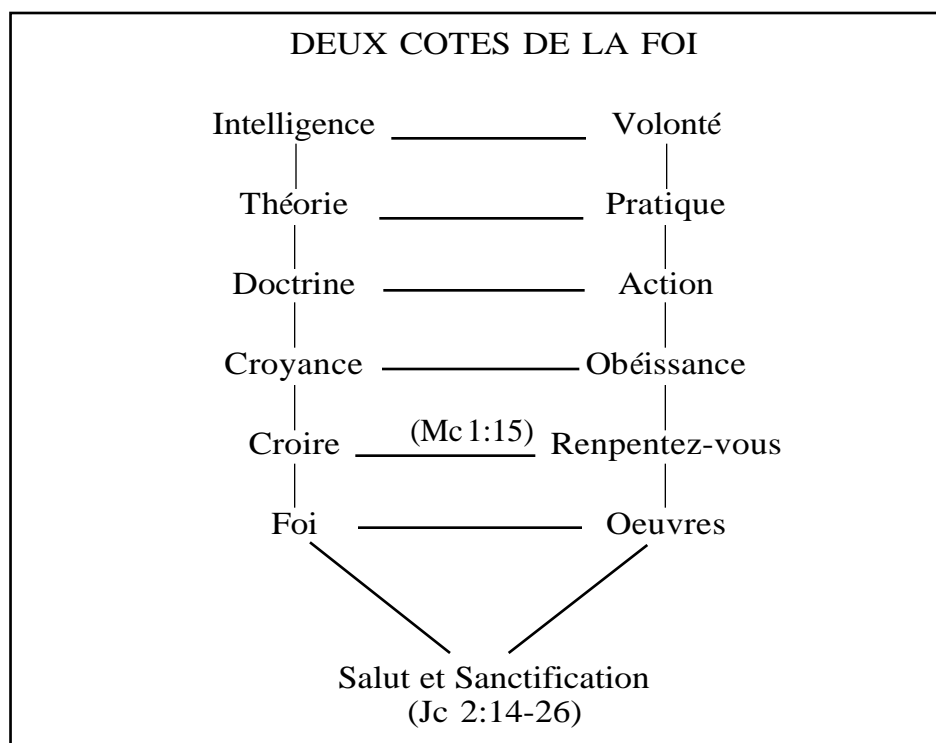 DEUX COTES DE LA FOI
Intelligence Volonté
Théorie Pratique
Doctrine Action
Croyance Obéissance
Croire (Mc 1:15) Renpentez-vous
Foi Oeuvres
Salut et Sanctification
(Jc 2:14-26)